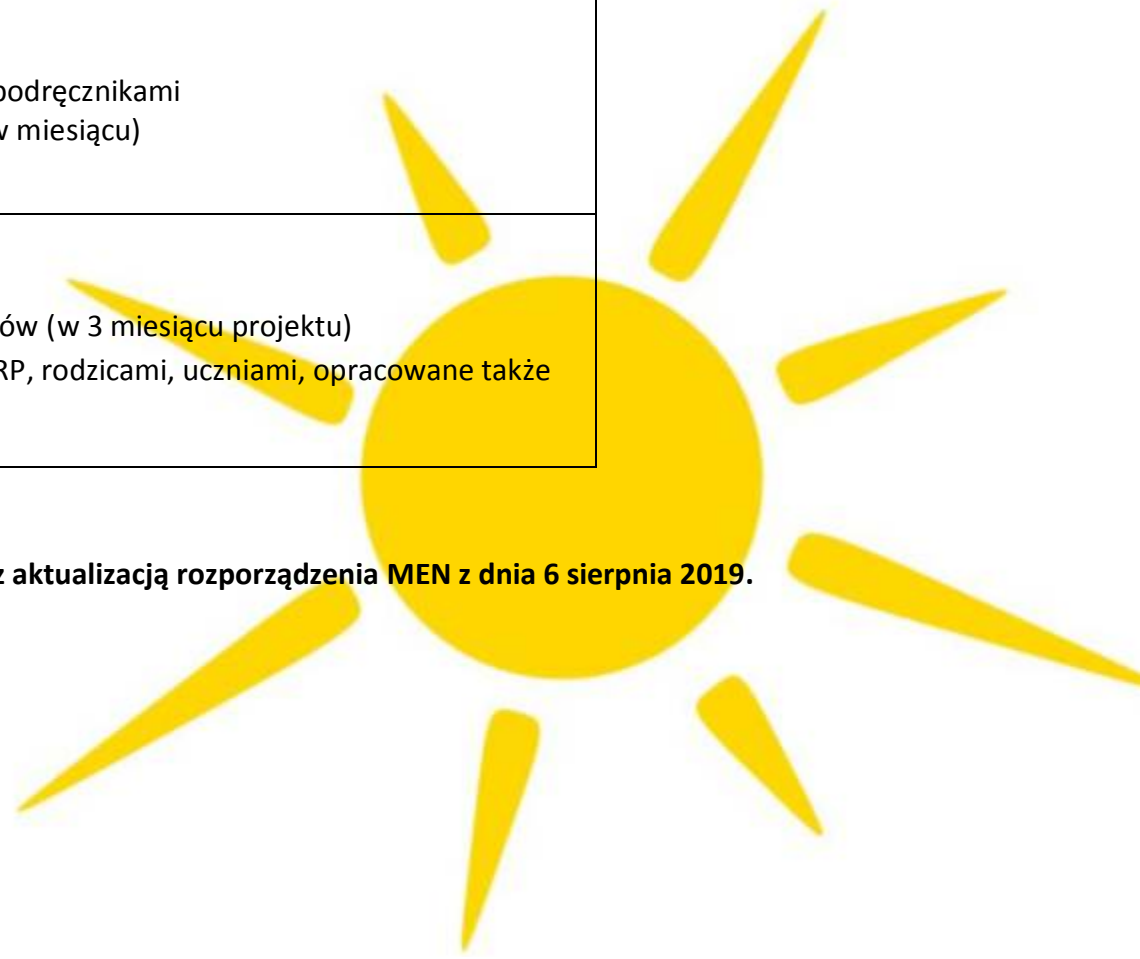 podręcznikami
w miesiącu)
ów (w 3 miesiącu projektu)
RP, rodzicami, uczniami, opracowane także
z aktualizacją rozporządzenia MEN z dnia 6 sierpnia 2019.